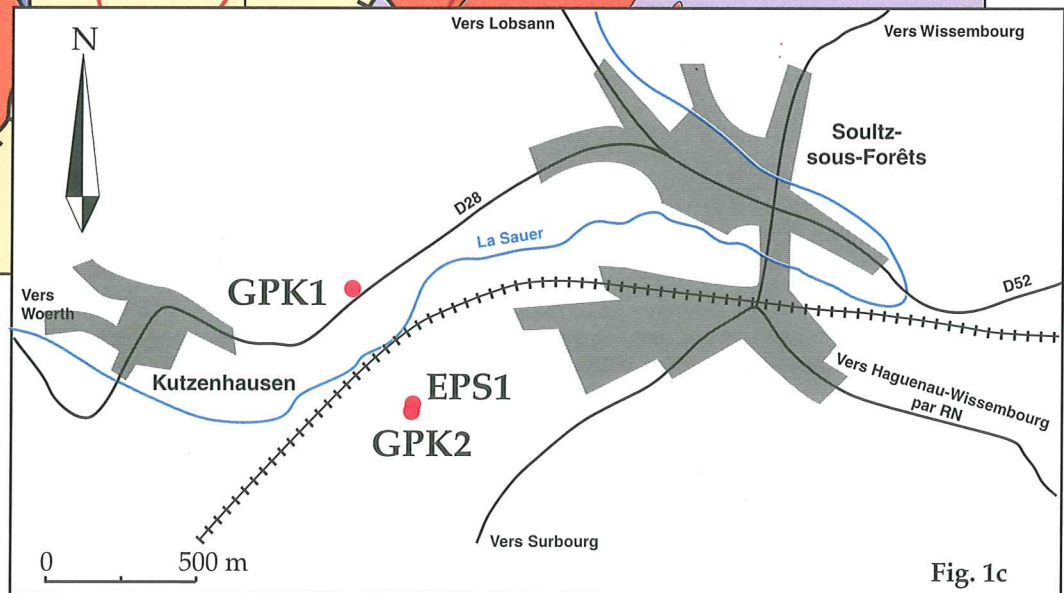 Vers Lobsann
Vers Wissembourg
N
Soultz-
sous-Forêts
D28
La Sauer
Vers
Woerth
GPK1
D52
Kutzenhausen
EPS1
GPK2
Vers Haguenau-Wissembourg
par RN
Vers Surbourg
0 500 m
Fig. 1c